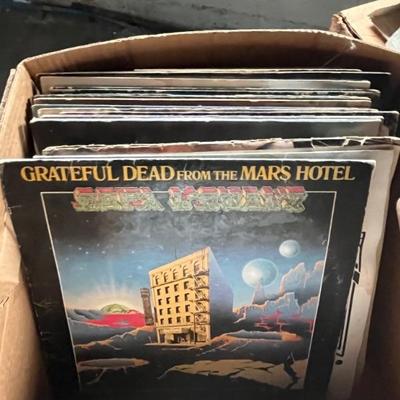 GRATEFUL DEAD FROM THE MARS HOTEL